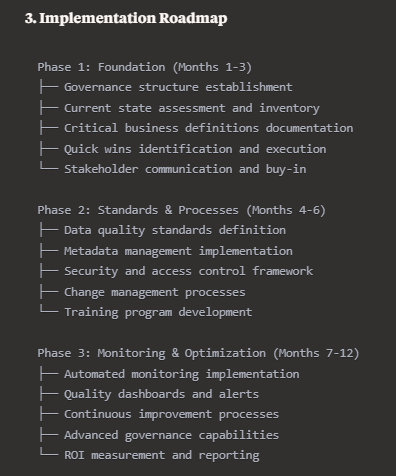 3. Implementation Roadmap
Phase 1: Foundation (Months 1-3)
├── Governance structure establishment
├── Current state assessment and inventory
├── Critical business definitions documentation
├── Quick wins identification and execution
└── Stakeholder communication and buy-in
Phase 2: Standards & Processes (Months 4-6)
├── Data quality standards definition
├── Metadata management implementation
├── Security and access control framework
├── Change management processes
└── Training program development
Phase 3: Monitoring & Optimization (Months 7-12)
├── Automated monitoring implementation
├── Quality dashboards and alerts
├── Continuous improvement processes
├── Advanced governance capabilities
└── ROI measurement and reporting